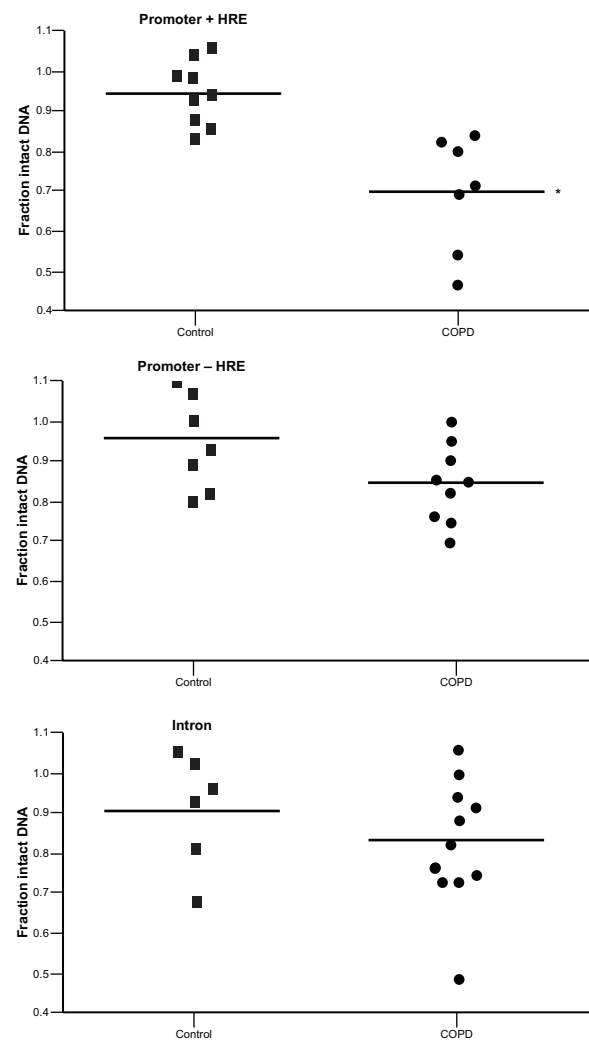 Promoter + HRE
Fraction intact DNA
1.1
1.0
0.9
0.8
0.7
0.6
0.5
0.4
*
Control
COPD
Promoter – HRE
Fraction intact DNA
1.1
1.0
0.9
0.8
0.7
0.6
0.5
0.4
Control
COPD
Intron
Fraction intact DNA
1.1
1.0
0.9
0.8
0.7
0.6
0.5
0.4
Control
COPD